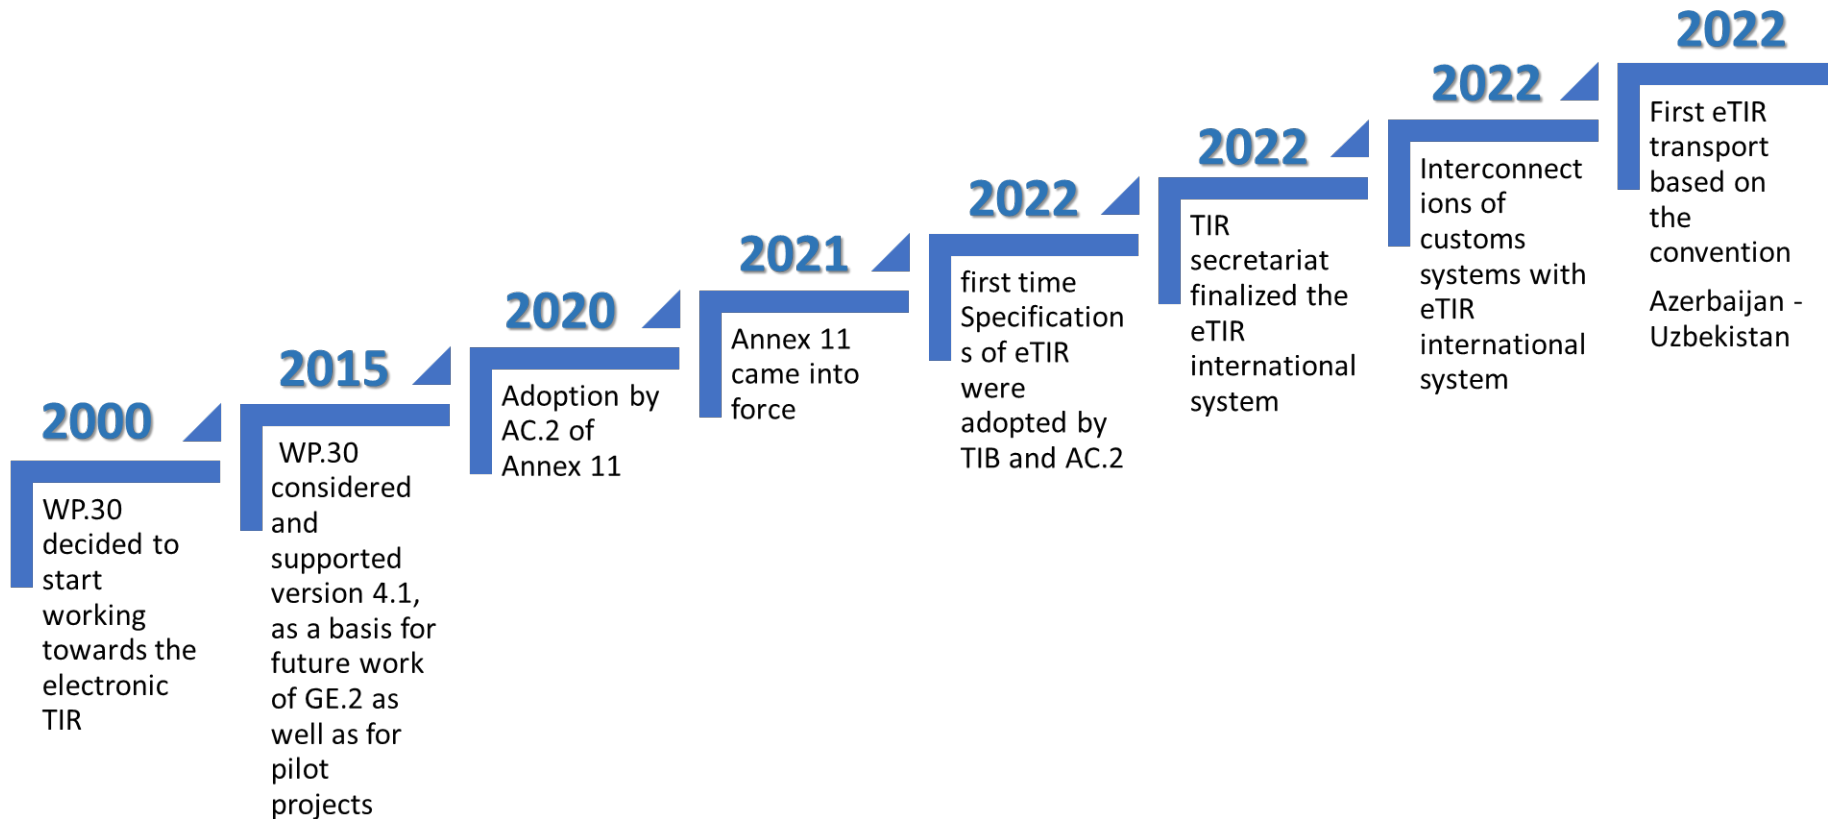 2000
WP.30
decided to
start
working
towards the
electronic
TIR
2015
WP.30
considered
and
supported
version 4.1,
as a basis for
future work
of GE.2 as
well as for
pilot
projects
2020
Adoption by
AC.2 of
Annex 11
2021
Annex 11
came into
force
2022
first time
Specification
s of eTIR
were
adopted by
TIB and AC.2
2022
TIR
secretariat
finalized the
eTIR
international
system
2022
Interconnect
ions of
customs
systems with
eTIR
international
system
2022
First eTIR
transport
based on
the
convention
Azerbaijan -
Uzbekistan